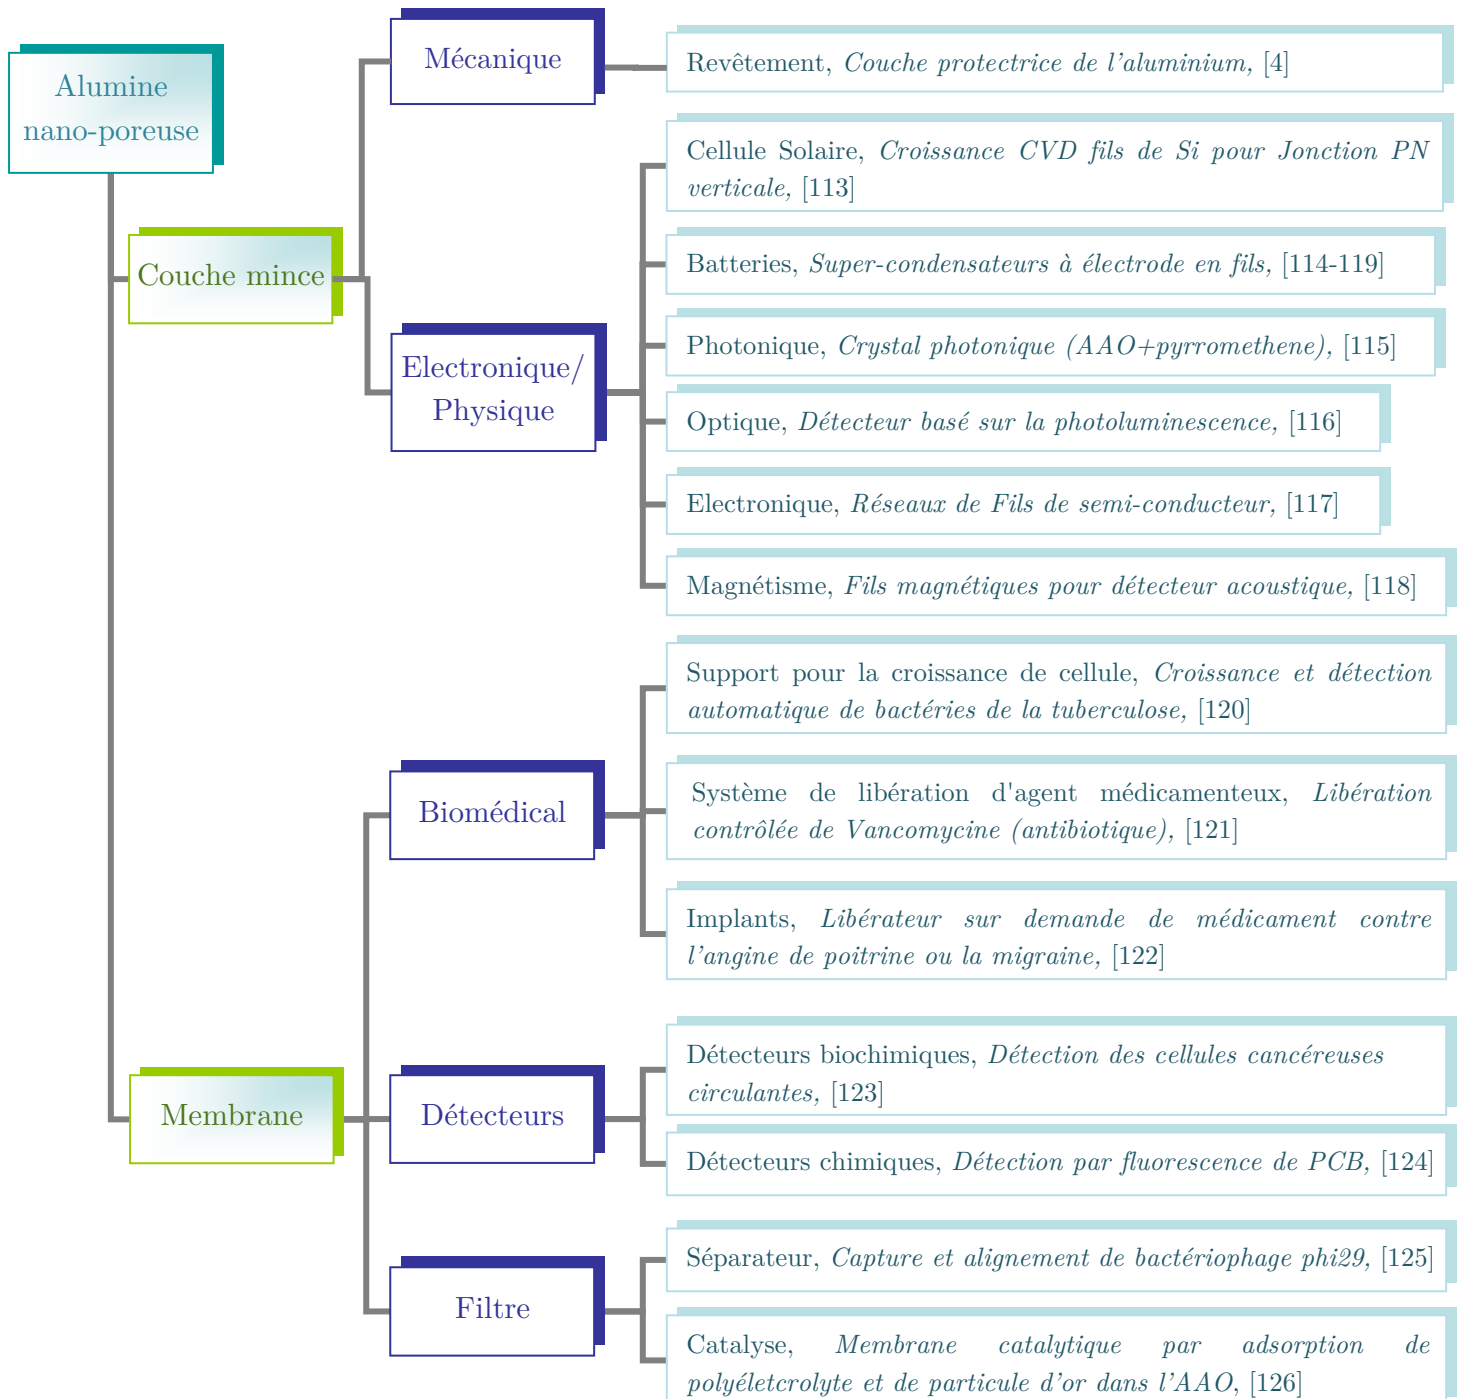 Alumine
nano-poreuse
Couche mince
Mécanique
Revêtement, Couche protectrice de l'aluminium, [4]
Electronique/
Physique
Cellule Solaire, Croissance CVD fils de Si pour Jonction PN
verticale, [113]
Batteries, Super-condensateurs à électrode en fils, [114-119]
Photonique, Crystal photonique (AAO+pyrromethene), [115]
Optique, Détecteur basé sur la photoluminescence, [116]
Electronique, Réseaux de Fils de semi-conducteur, [117]
Magnétisme, Fils magnétiques pour détecteur acoustique, [118]
Membrane
Biomédical
Support pour la croissance de cellule, Croissance et détection
automatique de bactéries de la tuberculose, [120]
Système de libération d'agent médicamenteux, Libération
contrôlée de Vancomycine (antibiotique), [121]
Implants, Libérateur sur demande de médicament contre
l'angine de poitrine ou la migraine, [122]
Détecteurs
Détecteurs biochimiques, Détection des cellules cancéreuses
circulantes, [123]
Détecteurs chimiques, Détection par fluorescence de PCB, [124]
Filtre
Séparateur, Capture et alignement de bactériophage phi29, [125]
Catalyse, Membrane catalytique par adsorption de
polyéletcrolyte et de particule d'or dans l'AAO, [126]